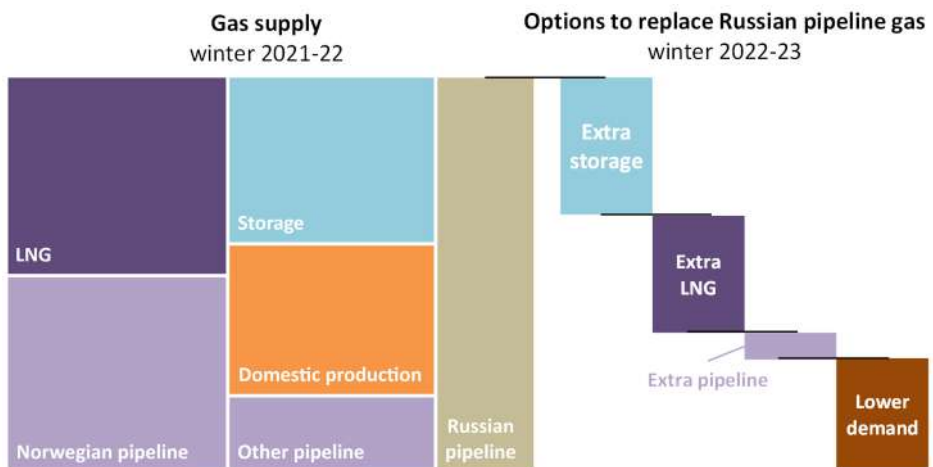 Gas supply
winter 2021-22
Options to replace Russian pipeline gas
winter 2022-23
LNG
Norwegian pipeline
Storage
Domestic production
Other pipeline
Russian
pipeline
Extra
storage
Extra
LNG
Extra pipeline
Lower
demand